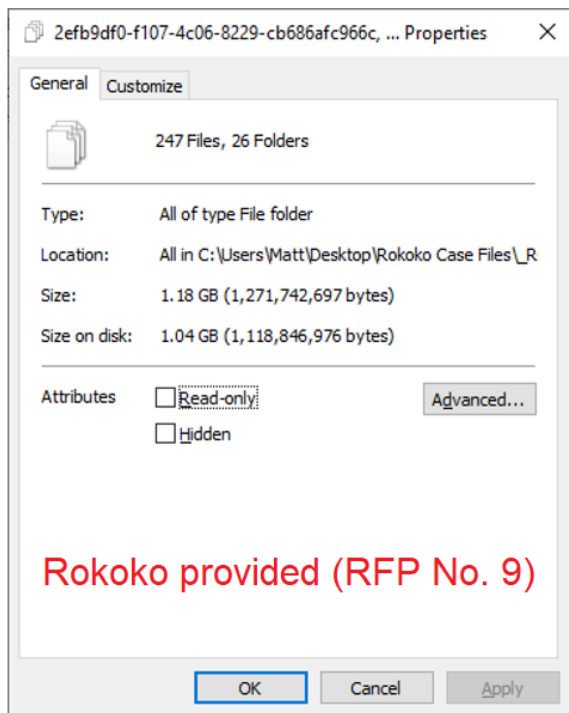 2efb9df0-f107-4c06-8229-cb686afc966c, ... Properties
General
Customize
247 Files, 26 Folders
Type: All of type File folder
Location: All in C:\Users\Matt\Desktop\Rokoko Case Files\_R
Size: 1.18 GB (1,271,742,697 bytes)
Size on disk: 1.04 GB (1,118,846,976 bytes)
Attributes Read-only Advanced...
Hidden
Rokoko provided (RFP No. 9)
OK Cancel Apply